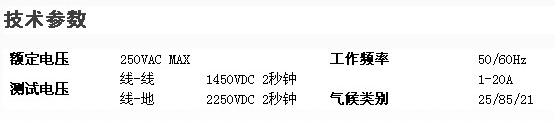 技术参数
额定电压 250VAC MAX 工作频率 50/60Hz
测试电压 线-线 1450VDC 2秒钟 1-20A
线-地 2250VDC 2秒钟 气候类别 25/85/21